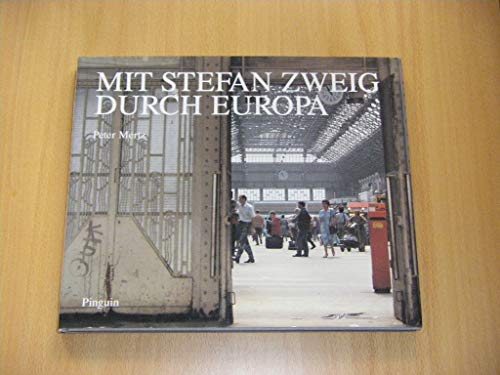 MIT STEFAN ZWEIG
DURCH EUROPA
Peter Mertz
Pinguin